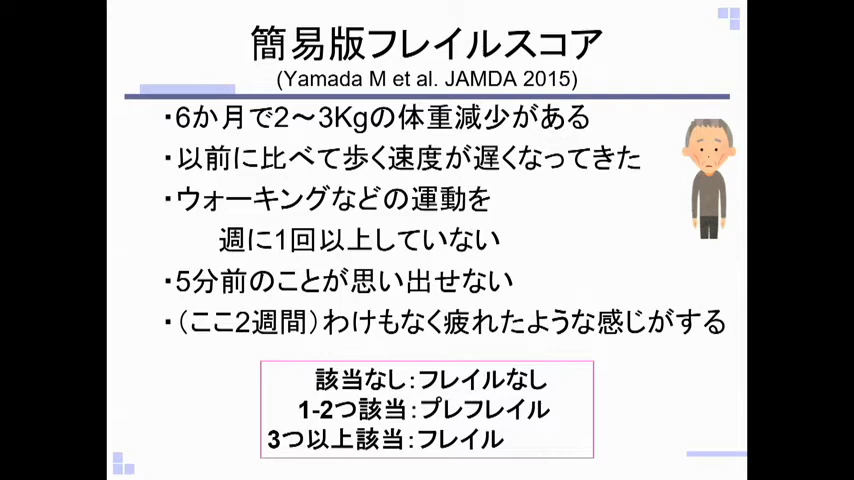 簡易版フレイルスコア
(Yamada M et al. JAMDA 2015)
・6か月で2～3Kgの体重減少がある
・以前に比べて歩く速度が遅くなってきた
・ウォーキングなどの運動を
週に1回以上していない
・5分前のことが思い出せない
・（ここ2週間）わけもなく疲れたような感じがする
該当なし：フレイルなし
1-2つ該当：プレフレイル
3つ以上該当：フレイル